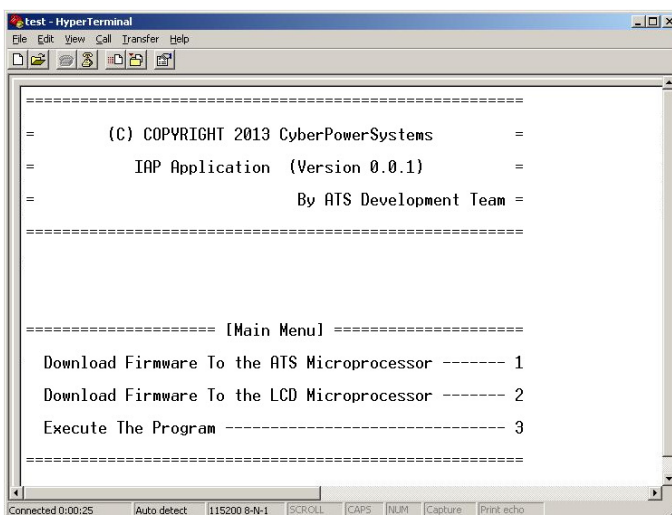 test - HyperTerminal
File Edit View Call Transfer Help
========================================================
= (C) COPYRIGHT 2013 CyberPowerSystems =
= IAP Application (Version 0.0.1) =
= By ATS Development Team =
========================================================
===================== [Main Menu] =====================
Download Firmware To the ATS Microprocessor ------- 1
Download Firmware To the LCD Microprocessor ------- 2
Execute The Program ------------------------------- 3
========================================================
Connected 0:00:25 Auto detect 115200 8-N-1 SCROLL CAPS NUM Capture Print echo